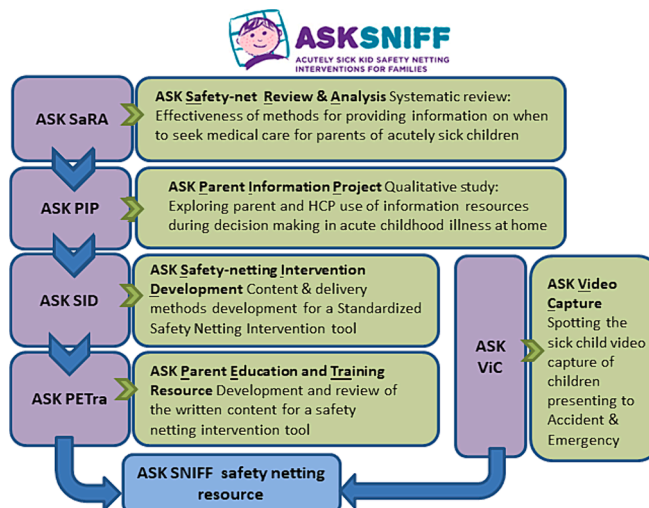 ASKSNIFF
ACUTELY SICK KID SAFETY NETTING
INTERVENTIONS FOR FAMILIES
ASK SaRA
ASK Safety-net Review & Analysis Systematic review:
Effectiveness of methods for providing information on when
to seek medical care for parents of acutely sick children
ASK PIP
ASK Parent Information Project Qualitative study:
Exploring parent and HCP use of information resources
during decision making in acute childhood illness at home
ASK SID
ASK Safety-netting Intervention
Development Content & delivery
methods development for a Standardized
Safety Netting Intervention tool
ASK PETra
ASK Parent Education and Training
Resource Development and review of
the written content for a safety
netting intervention tool
ASK
ViC
ASK Video
Capture
Spotting the
sick child video
capture of
children
presenting to
Accident &
Emergency
ASK SNIFF safety netting
resource